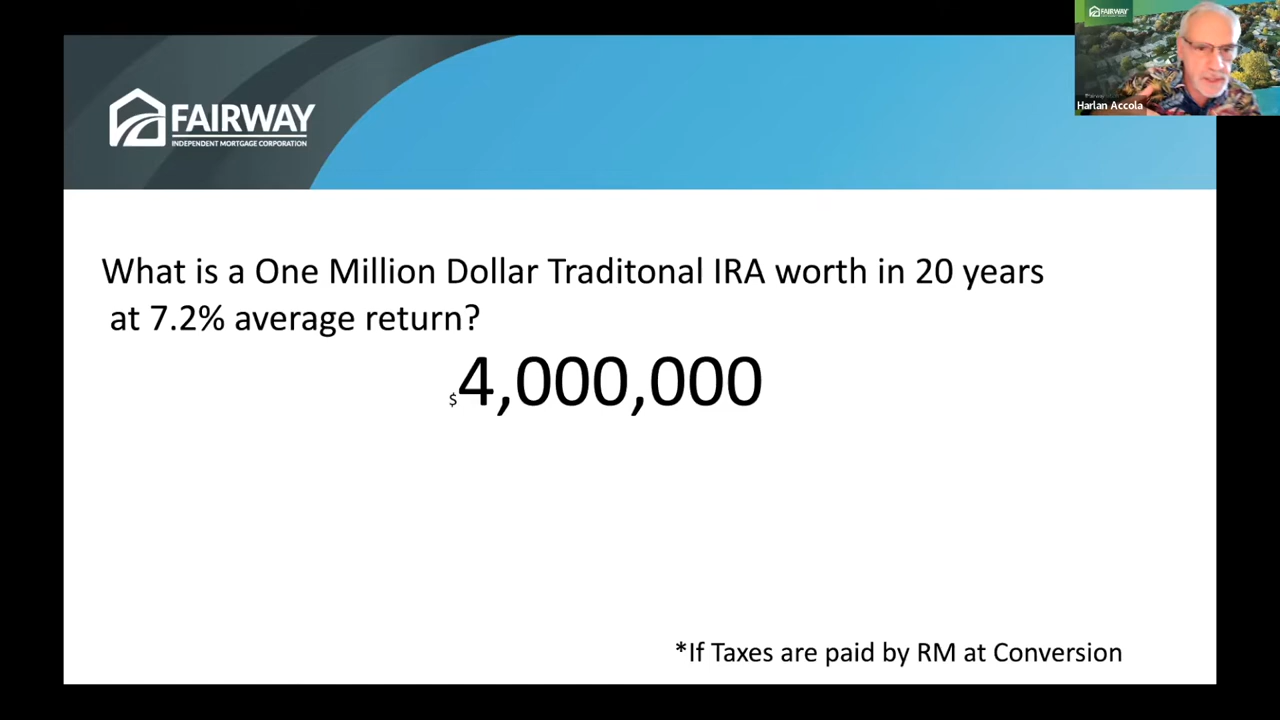 FAIRWAY
INDEPENDENT MORTGAGE CORPORATION
FAIRWAY
Harlan Accola
What is a One Million Dollar Traditonal IRA worth in 20 years
at 7.2% average return?
$4,000,000
*If Taxes are paid by RM at Conversion